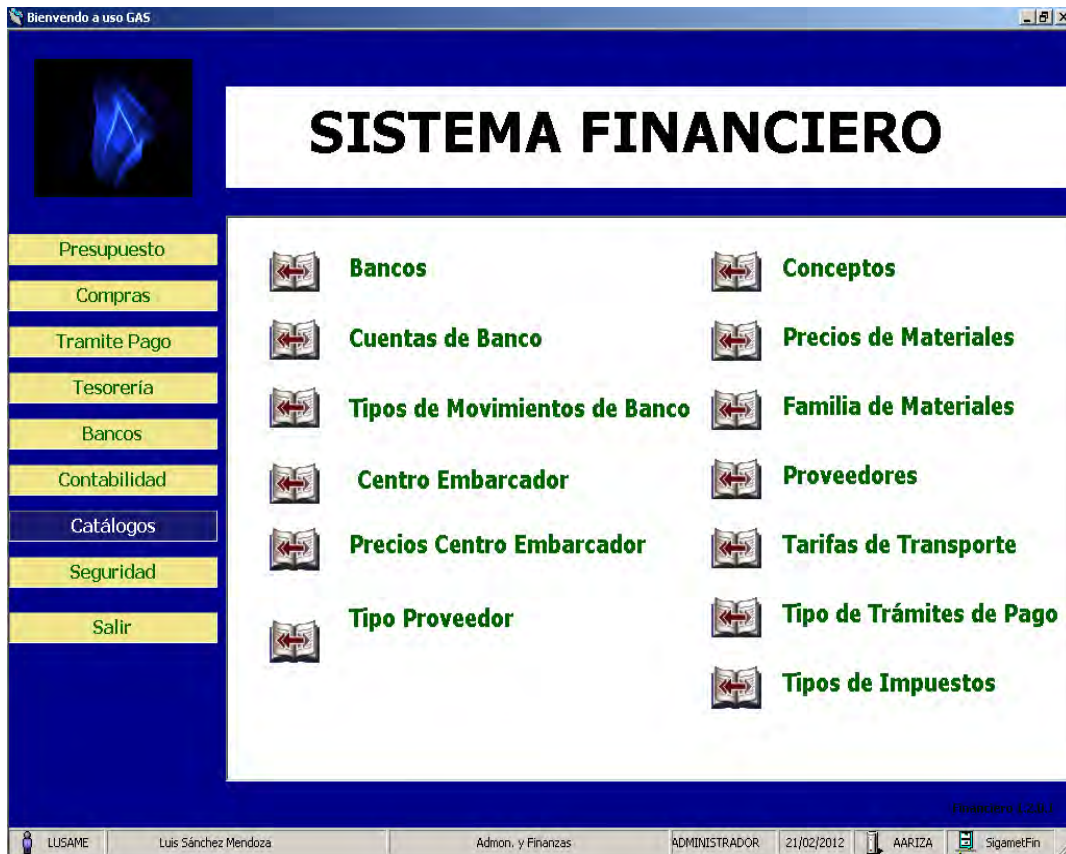 Bienvendo a uso GAS
SISTEMA FINANCIERO
Presupuesto
Compras
Tramite Pago
Tesorería
Bancos
Contabilidad
Catálogos
Seguridad
Salir
Bancos
Cuentas de Banco
Tipos de Movimientos de Banco
Centro Embarcador
Precios Centro Embarcador
Tipo Proveedor
Conceptos
Precios de Materiales
Familia de Materiales
Proveedores
Tarifas de Transporte
Tipo de Trámites de Pago
Tipos de Impuestos
LUSAME Luis Sánchez Mendoza Admon. y Finanzas ADMINISTRADOR 21/02/2012 AARIZA SigametFin